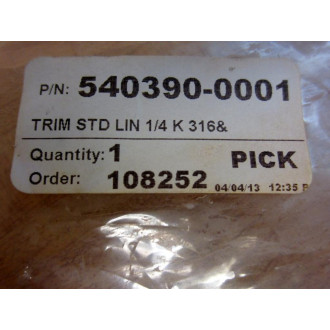 P/N: 540390-0001
TRIM STD LIN 1/4 K 316&
Quantity: 1 PICK
Order: 108252 04/04/13 12:35